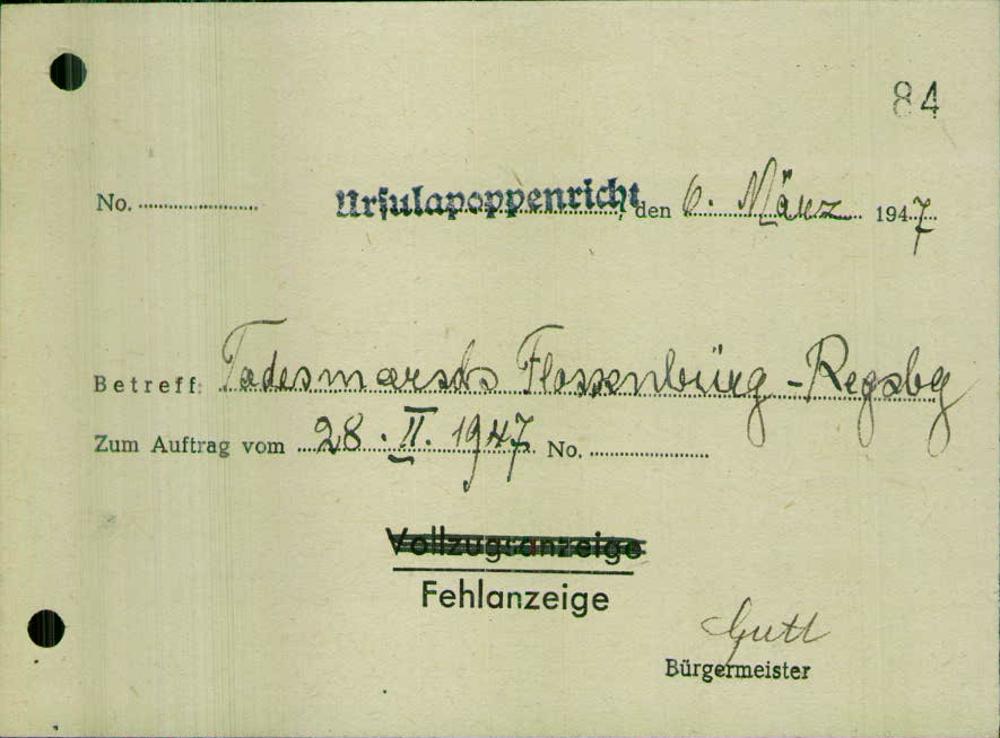 84
No. Ursulapoppenricht, den 6. März 1947
Betreff: Todesmarsch Flossenbürg - Regsbg
Zum Auftrag vom 28. II. 1947 No.
Vollzugsanzeige
Fehlanzeige
Gutt
Bürgermeister